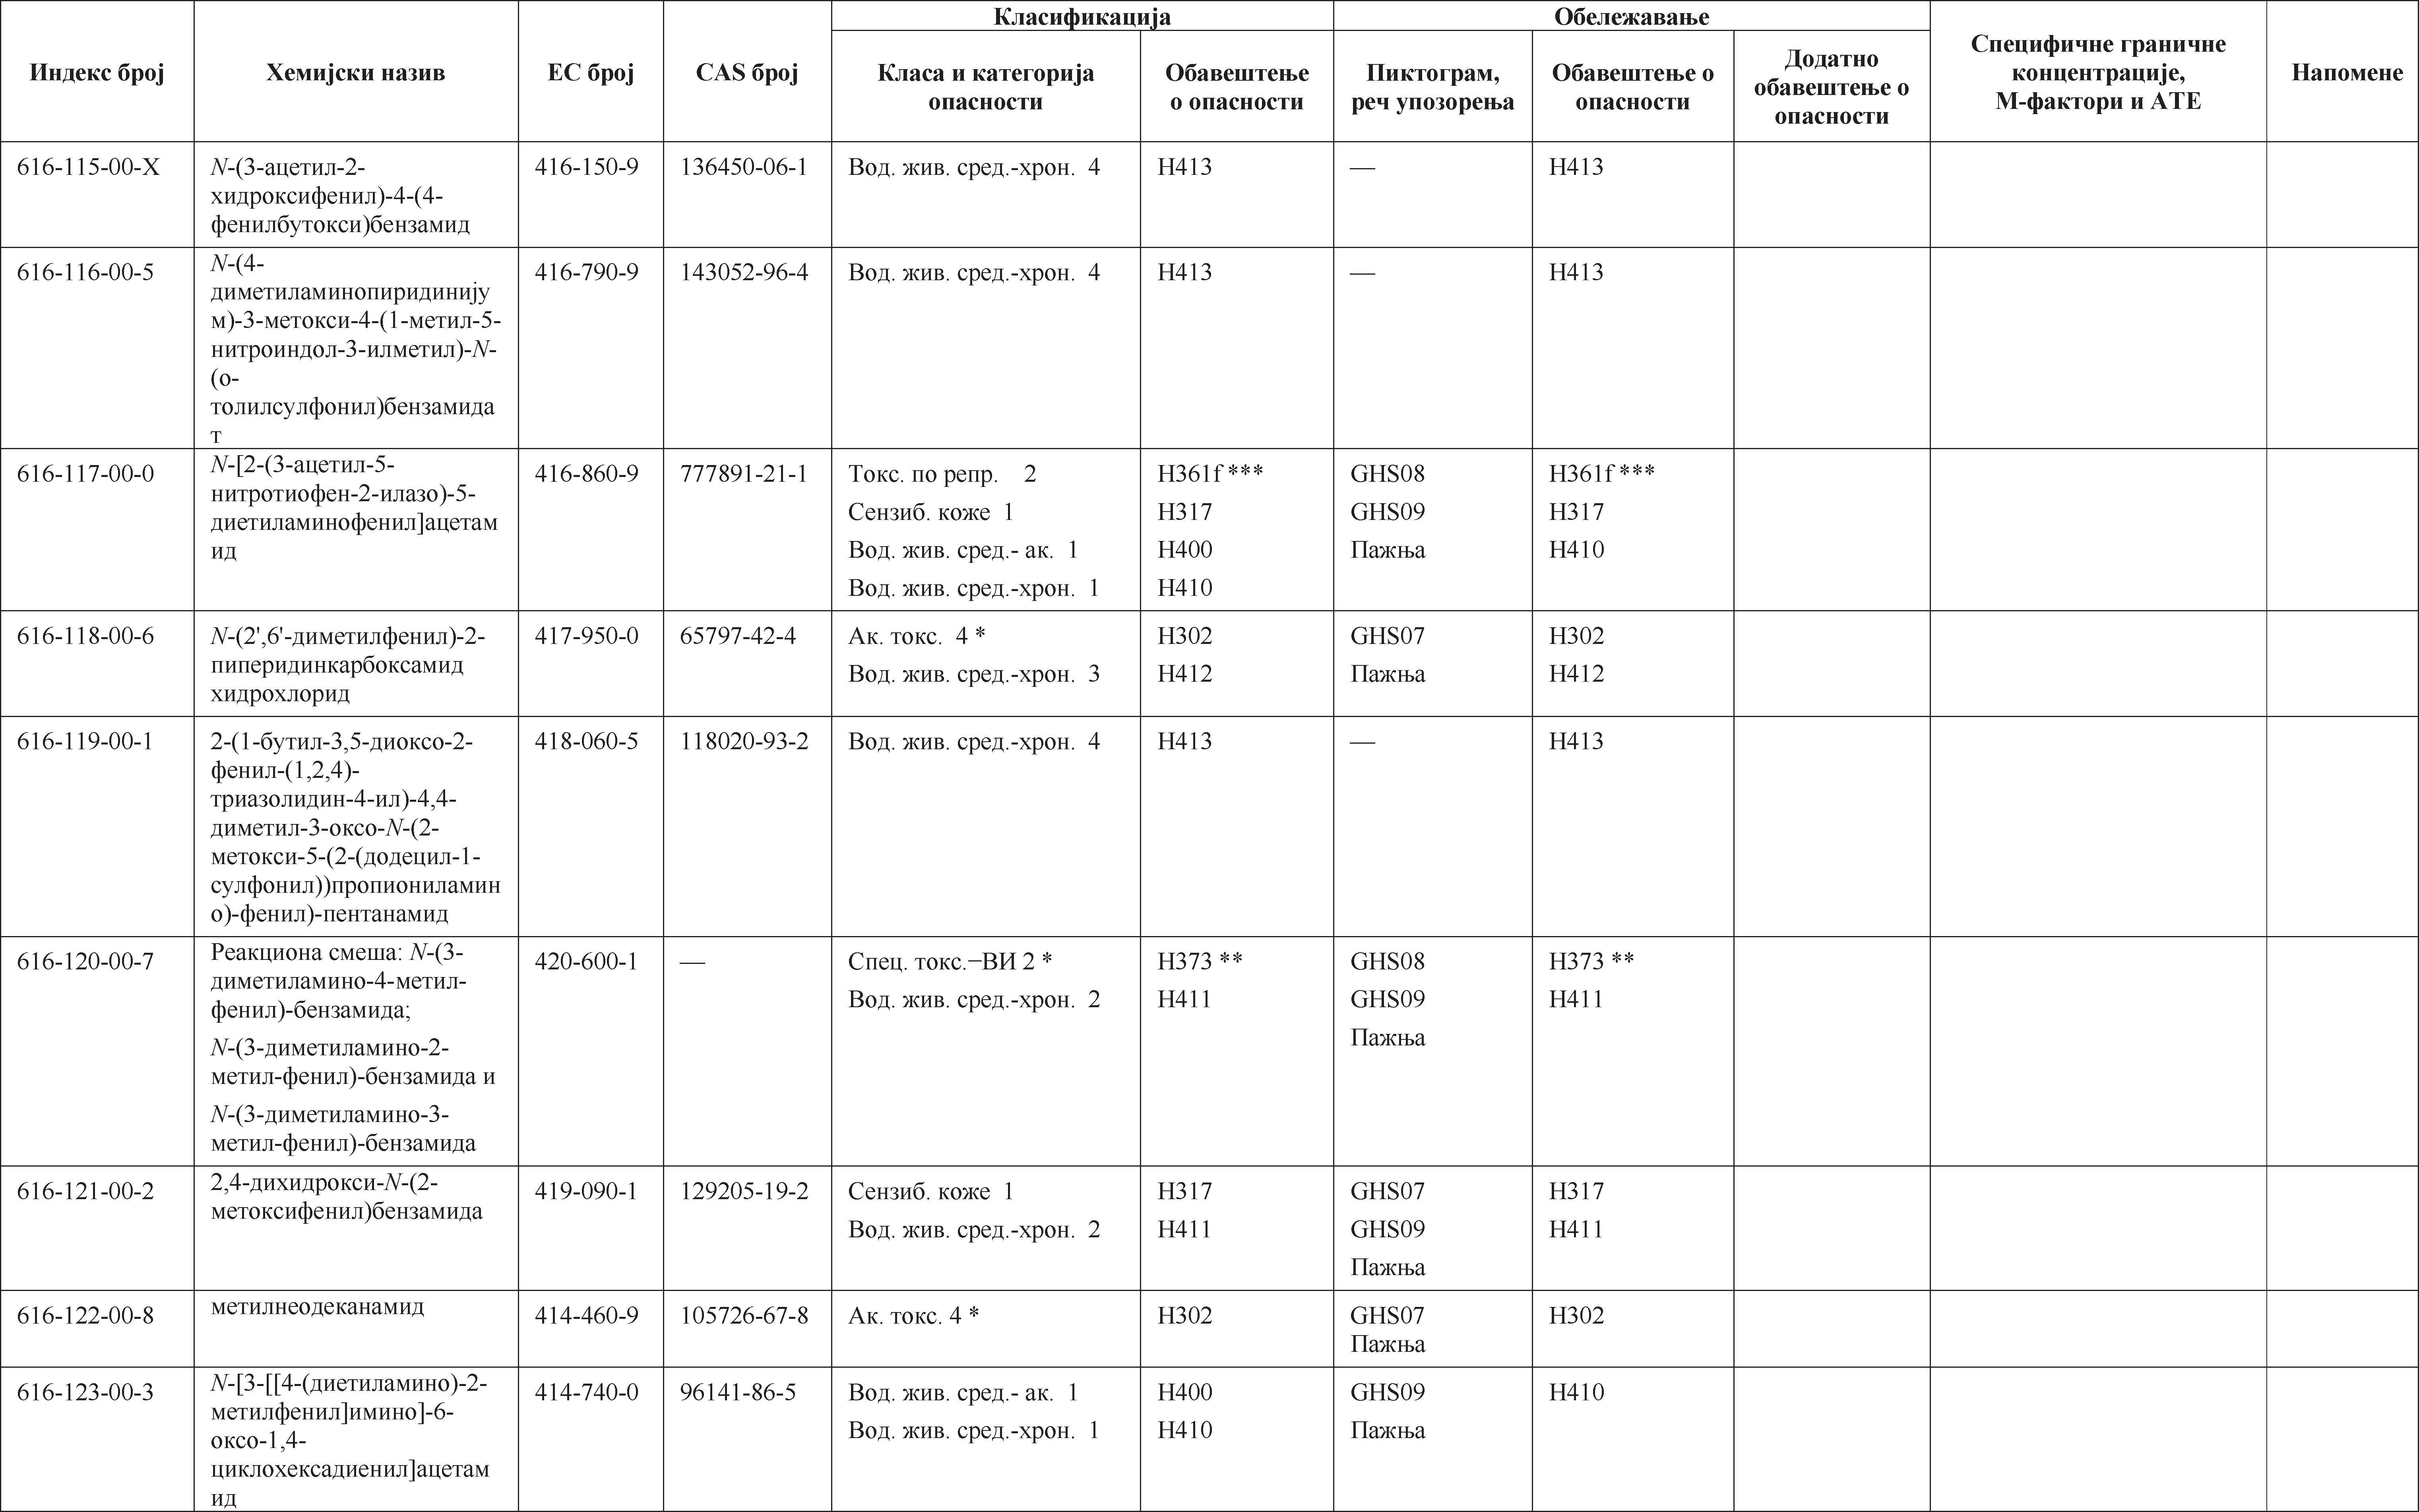 Класификација
Обележавање
Индекс број
Хемијски назив
ЕС број
CAS број
Класа и категорија
опасности
Обавештење
о опасности
Пиктограм,
реч упозорења
Обавештење о
опасности
Додатно
обавештење о
опасности
Специфичне граничне
концентрације,
М-фактори и АТЕ
Напомене
616-115-00-X
N-(3-ацетил-2-
хидроксифенил)-4-(4-
фенилбутокси)бензамид
416-150-9
136450-06-1
Вод. жив. сред.-хрон. 4
H413
—
H413
616-116-00-5
N-(4-
диметиламинопиридинију
м)-3-метокси-4-(1-метил-5-
нитроиндол-3-илметил)-N-
(о-
толилсулфонил)бензамида
т
416-790-9
143052-96-4
Вод. жив. сред.-хрон. 4
H413
—
H413
616-117-00-0
N-[2-(3-ацетил-5-
нитротиофен-2-илазо)-5-
диетиламинофенил]ацетам
ид
416-860-9
777891-21-1
Токс. по репр. 2
Сензиб. коже 1
Вод. жив. сред.- ак. 1
Вод. жив. сред.-хрон. 1
H361f ***
H317
H400
H410
GHS08
GHS09
Пажња
H361f ***
H317
H410
616-118-00-6
N-(2',6'-диметилфенил)-2-
пиперидинкарбоксамид
хидрохлорид
417-950-0
65797-42-4
Ак. токс. 4 *
Вод. жив. сред.-хрон. 3
H302
H412
GHS07
Пажња
H302
H412
616-119-00-1
2-(1-бутил-3,5-диоксо-2-
фенил-(1,2,4)-
триазолидин-4-ил)-4,4-
диметил-3-оксо-N-(2-
метокси-5-(2-(додецил-1-
сулфонил))пропиониламин
о)-фенил)-пентанамид
418-060-5
118020-93-2
Вод. жив. сред.-хрон. 4
H413
—
H413
616-120-00-7
Реакциона смеша: N-(3-
диметиламино-4-метил-
фенил)-бензамида;
N-(3-диметиламино-2-
метил-фенил)-бензамида и
N-(3-диметиламино-3-
метил-фенил)-бензамида
420-600-1
—
Спец. токс.−ВИ 2 *
Вод. жив. сред.-хрон. 2
H373 **
H411
GHS08
GHS09
Пажња
H373 **
H411
616-121-00-2
2,4-дихидрокси-N-(2-
метоксифенил)бензамида
419-090-1
129205-19-2
Сензиб. коже 1
Вод. жив. сред.-хрон. 2
H317
H411
GHS07
GHS09
Пажња
H317
H411
616-122-00-8
метилнеодеканамид
414-460-9
105726-67-8
Ак. токс. 4 *
H302
GHS07
Пажња
H302
616-123-00-3
N-[3-[[4-(диетиламино)-2-
метилфенил]имино]-6-
оксо-1,4-
циклохексадиенил]ацетам
ид
414-740-0
96141-86-5
Вод. жив. сред.- ак. 1
Вод. жив. сред.-хрон. 1
H400
H410
GHS09
Пажња
H410